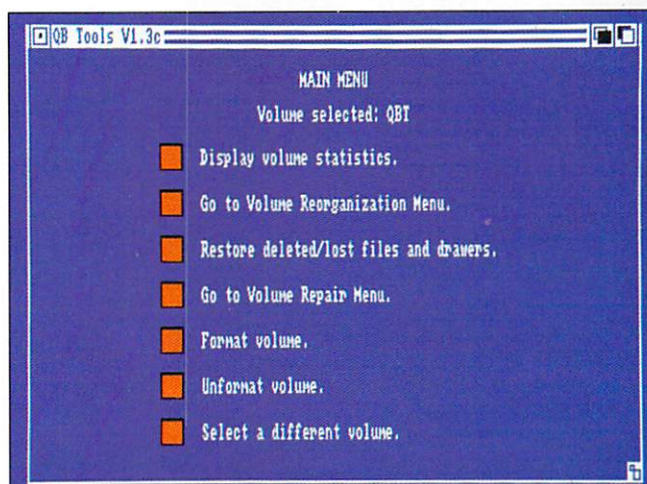 QB Tools V1.3c
MAIN MENU
Volume selected: QBT
Display volume statistics.
Go to Volume Reorganization Menu.
Restore deleted/lost files and drawers.
Go to Volume Repair Menu.
Format volume.
Unformat volume.
Select a different volume.